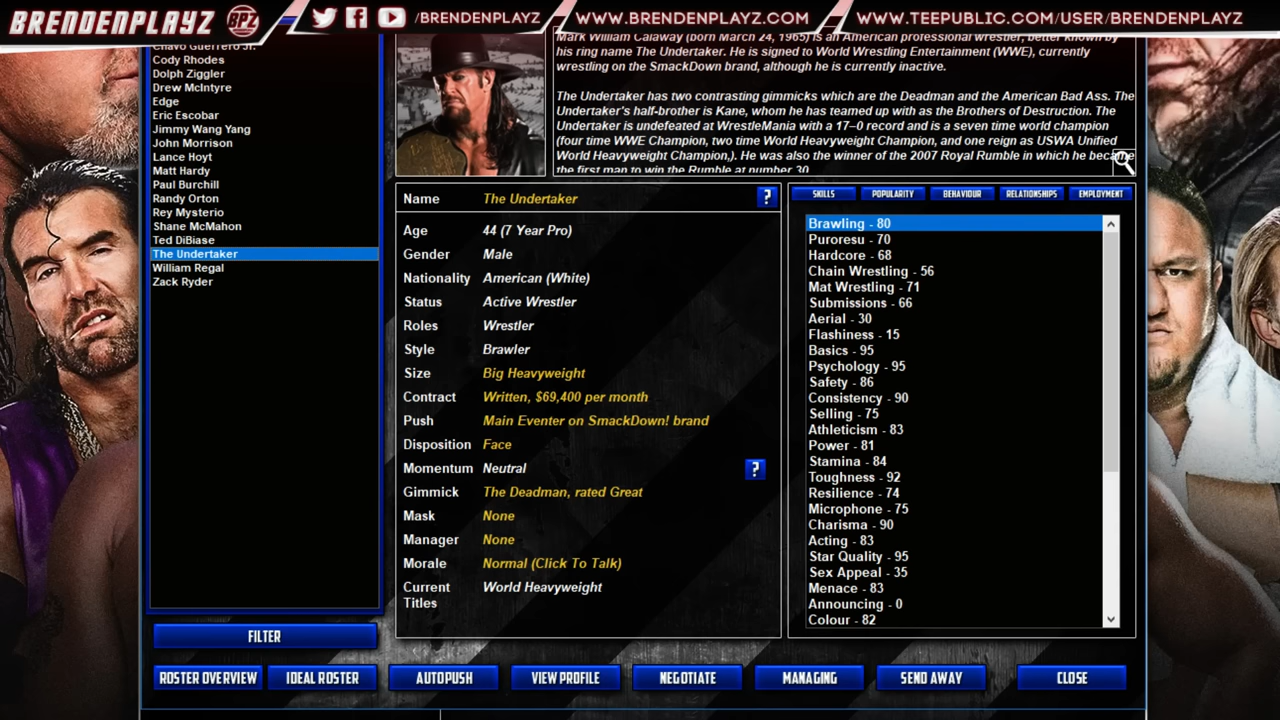 BRENDENPLAYZ BPZ /BRENDENPLAYZ WWW.BRENDENPLAYZ.COM WWW.TEEPUBLIC.COM/USER/BRENDENPLAYZ
Chavo Guerrero Jr.
Cody Rhodes
Dolph Ziggler
Drew McIntyre
Edge
Eric Escobar
Jimmy Wang Yang
John Morrison
Lance Hoyt
Matt Hardy
Paul Burchill
Randy Orton
Rey Mysterio
Shane McMahon
Ted DiBiase
The Undertaker
William Regal
Zack Ryder
FILTER
Mark William Calaway (born March 24, 1965) is an American professional wrestler, better known by
his ring name The Undertaker. He is signed to World Wrestling Entertainment (WWE), currently
wrestling on the SmackDown brand, although he is currently inactive.
The Undertaker has two contrasting gimmicks which are the Deadman and the American Bad Ass. The
Undertaker's half-brother is Kane, whom he has teamed up with as the Brothers of Destruction. The
Undertaker is undefeated at WrestleMania with a 17–0 record and is a seven time world champion
(four time WWE Champion, two time World Heavyweight Champion, and one reign as USWA Unified
World Heavyweight Champion,). He was also the winner of the 2007 Royal Rumble in which he became
the first man to win the Rumble at number 30
Name The Undertaker ?
Age 44 (7 Year Pro)
Gender Male
Nationality American (White)
Status Active Wrestler
Roles Wrestler
Style Brawler
Size Big Heavyweight
Contract Written, $69,400 per month
Push Main Eventer on SmackDown! brand
Disposition Face
Momentum Neutral ?
Gimmick The Deadman, rated Great
Mask None
Manager None
Morale Normal (Click To Talk)
Current Titles World Heavyweight
SKILLS POPULARITY BEHAVIOUR RELATIONSHIPS EMPLOYMENT
Brawling - 80
Puroresu - 70
Hardcore - 68
Chain Wrestling - 56
Mat Wrestling - 71
Submissions - 66
Aerial - 30
Flashiness - 15
Basics - 95
Psychology - 95
Safety - 86
Consistency - 90
Selling - 75
Athleticism - 83
Power - 81
Stamina - 84
Toughness - 92
Resilience - 74
Microphone - 75
Charisma - 90
Acting - 83
Star Quality - 95
Sex Appeal - 35
Menace - 83
Announcing - 0
Colour - 82
ROSTER OVERVIEW IDEAL ROSTER AUTOPUSH VIEW PROFILE NEGOTIATE MANAGING SEND AWAY CLOSE